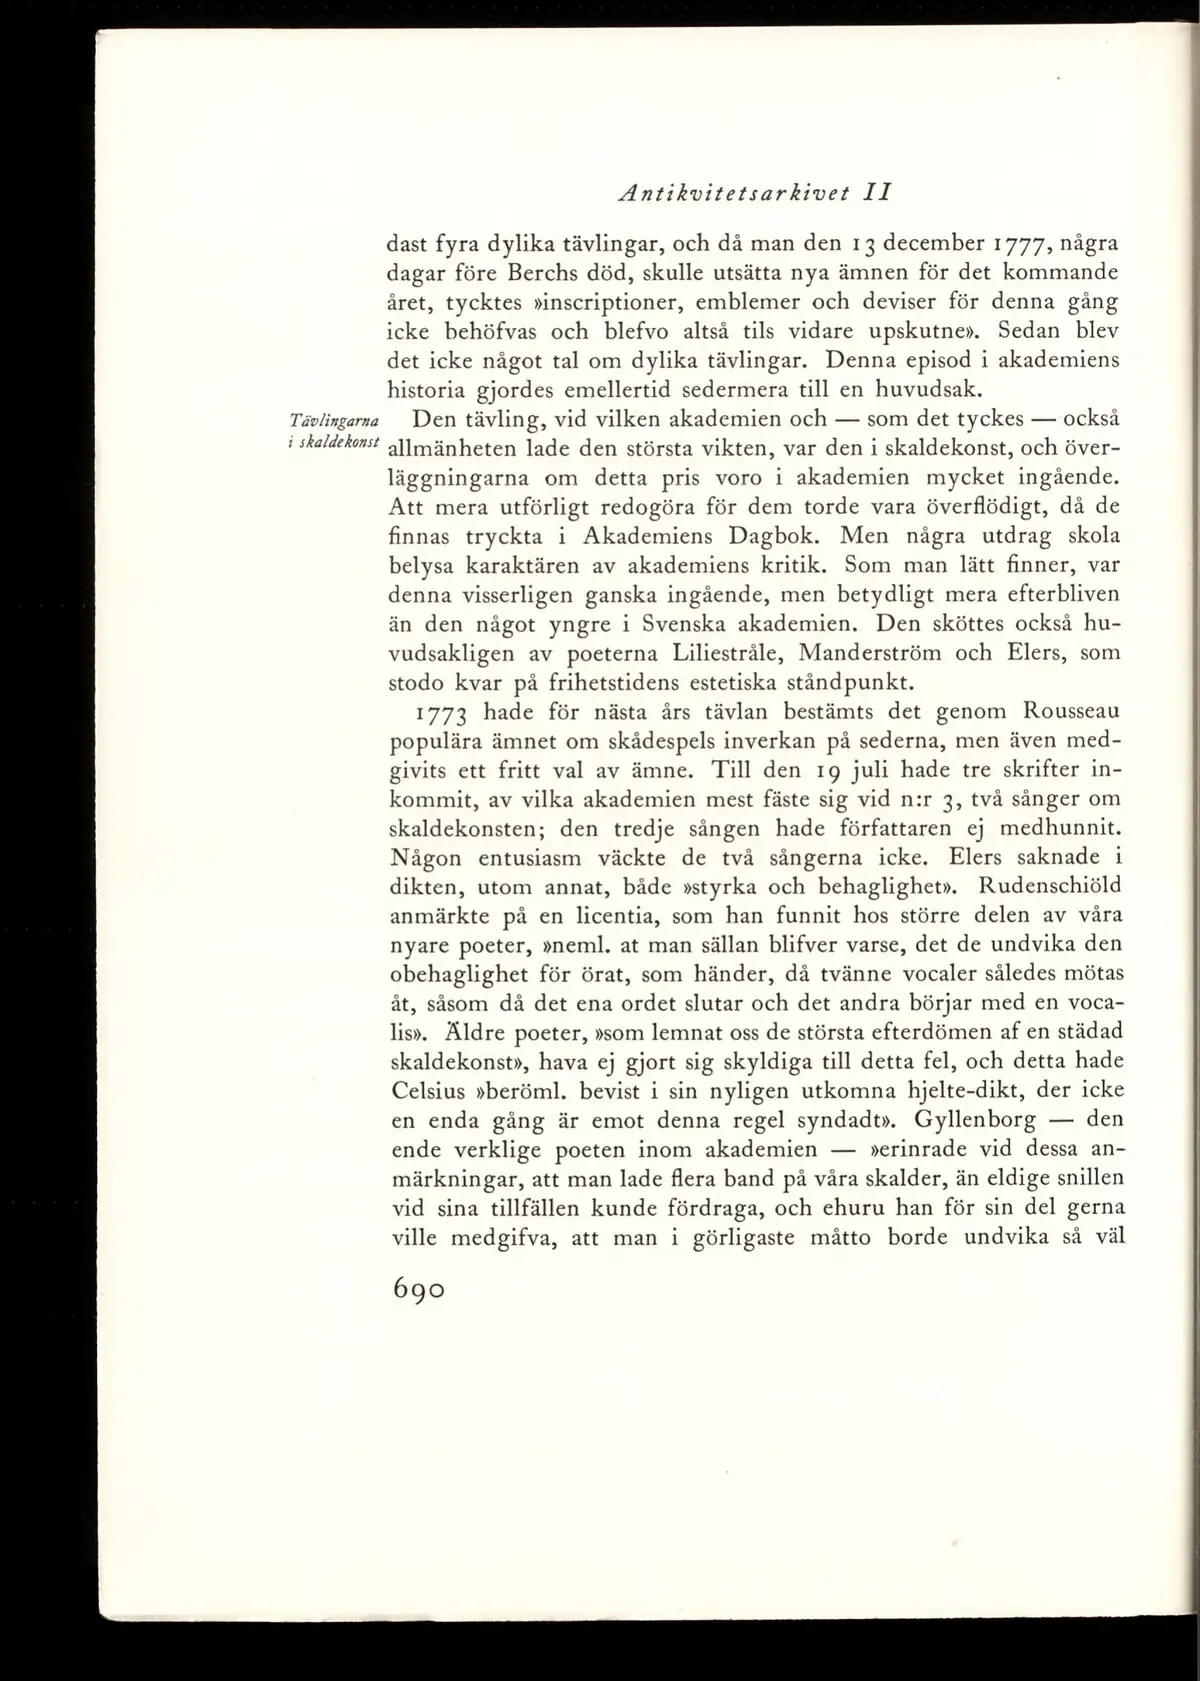 Antikvitetsarkivet II
dast fyra dylika tävlingar, och då man den 13 december 1777, några
dagar före Berchs död, skulle utsätta nya ämnen för det kommande
året, tycktes »inscriptioner, emblemer och deviser för denna gång
icke behöfvas och blefvo altså tils vidare upskutne». Sedan blev
det icke något tal om dylika tävlingar. Denna episod i akademiens
historia gjordes emellertid sedermera till en huvudsak.
Tävlingarna
i skaldekonst
Den tävling, vid vilken akademien och — som det tyckes — också
allmänheten lade den största vikten, var den i skaldekonst, och över-
läggningarna om detta pris voro i akademien mycket ingående.
Att mera utförligt redogöra för dem torde vara överflödigt, då de
finnas tryckta i Akademiens Dagbok. Men några utdrag skola
belysa karaktären av akademiens kritik. Som man lätt finner, var
denna visserligen ganska ingående, men betydligt mera efterbliven
än den något yngre i Svenska akademien. Den sköttes också hu-
vudsakligen av poeterna Liliestråle, Manderström och Elers, som
stodo kvar på frihetstidens estetiska ståndpunkt.
1773 hade för nästa års tävlan bestämts det genom Rousseau
populära ämnet om skådespels inverkan på sederna, men även med-
givits ett fritt val av ämne. Till den 19 juli hade tre skrifter in-
kommit, av vilka akademien mest fäste sig vid n:r 3, två sånger om
skaldekonsten; den tredje sången hade författaren ej medhunnit.
Någon entusiasm väckte de två sångerna icke. Elers saknade i
dikten, utom annat, både »styrka och behaglighet». Rudenschiöld
anmärkte på en licentia, som han funnit hos större delen av våra
nyare poeter, »neml. at man sällan blifver varse, det de undvika den
obehaglighet för örat, som händer, då tvänne vocaler således mötas
åt, såsom då det ena ordet slutar och det andra börjar med en voca-
lis». Äldre poeter, »som lemnat oss de största efterdömen af en städad
skaldekonst», hava ej gjort sig skyldiga till detta fel, och detta hade
Celsius »beröml. bevist i sin nyligen utkomna hjelte-dikt, der icke
en enda gång är emot denna regel syndadt». Gyllenborg — den
ende verklige poeten inom akademien — »erinrade vid dessa an-
märkningar, att man lade flera band på våra skalder, än eldige snillen
vid sina tillfällen kunde fördraga, och ehuru han för sin del gerna
ville medgifva, att man i görligaste måtto borde undvika så väl
690